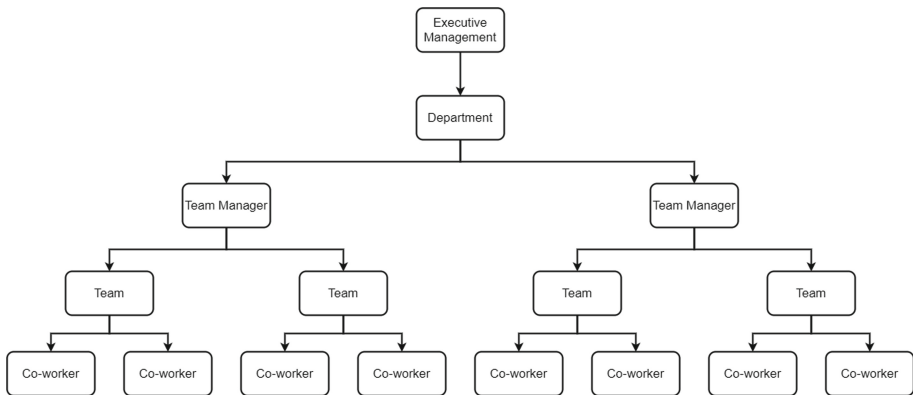 Executive
Management
Department
Team Manager
Team Manager
Team
Team
Team
Team
Co-worker
Co-worker
Co-worker
Co-worker
Co-worker
Co-worker
Co-worker
Co-worker